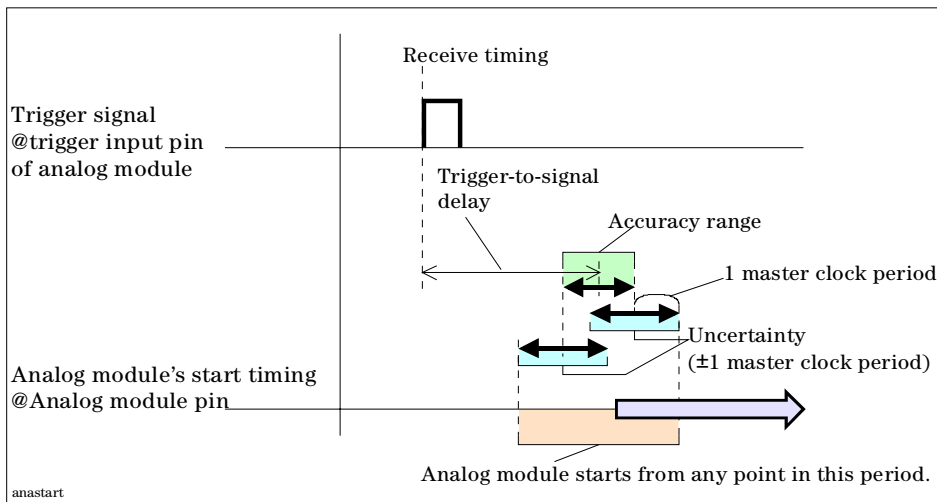 Receive timing
Trigger signal
@trigger input pin
of analog module
Trigger-to-signal
delay
Accuracy range
1 master clock period
Uncertainty
(±1 master clock period)
Analog module's start timing
@Analog module pin
Analog module starts from any point in this period.
anastart